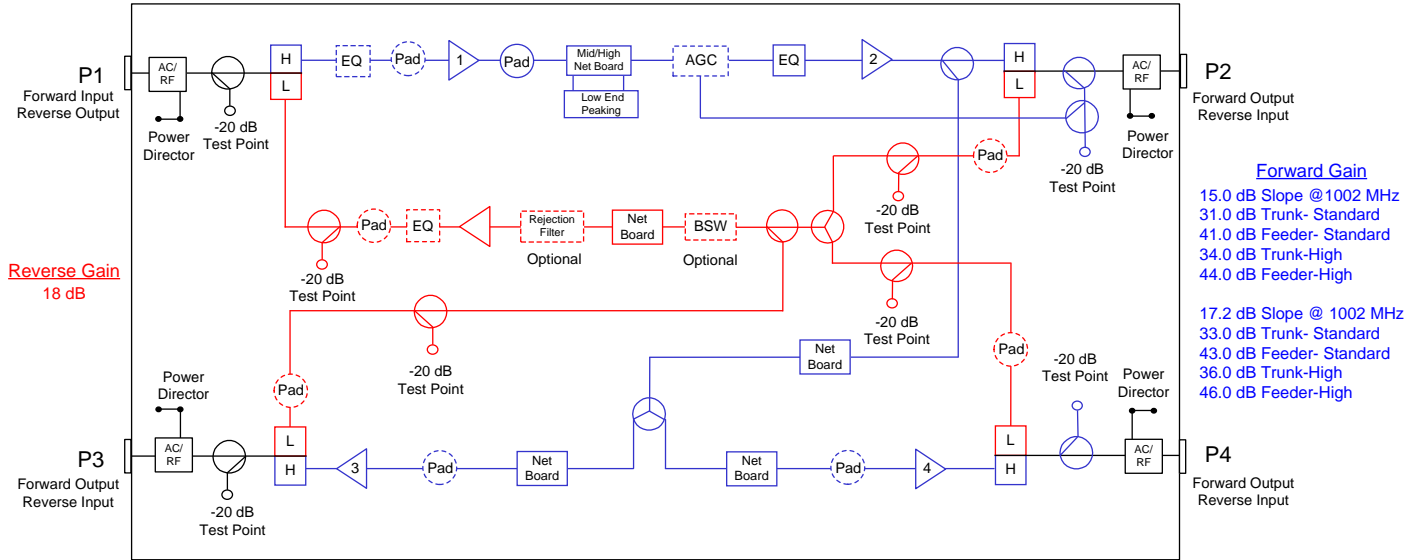 P1
Forward Input
Reverse Output
AC/
RF
Power
Director
-20 dB
Test Point
H
L
EQ
Pad
1
Pad
Mid/High
Net Board
Low End
Peaking
AGC
EQ
2
H
L
AC/
RF
P2
Forward Output
Reverse Input
Power
Director
-20 dB
Test Point
Pad
-20 dB
Test Point
-20 dB
Test Point
Pad
EQ
Rejection
Filter
Optional
Net
Board
BSW
Optional
-20 dB
Test Point
Reverse Gain
18 dB
-20 dB
Test Point
Forward Gain
15.0 dB Slope @1002 MHz
31.0 dB Trunk- Standard
41.0 dB Feeder- Standard
34.0 dB Trunk-High
44.0 dB Feeder-High
17.2 dB Slope @ 1002 MHz
33.0 dB Trunk- Standard
43.0 dB Feeder- Standard
36.0 dB Trunk-High
46.0 dB Feeder-High
Net
Board
Pad
-20 dB
Test Point
Power
Director
Power
Director
Pad
P3
Forward Output
Reverse Input
AC/
RF
-20 dB
Test Point
L
H
3
Pad
Net
Board
Net
Board
Pad
4
L
H
AC/
RF
P4
Forward Output
Reverse Input